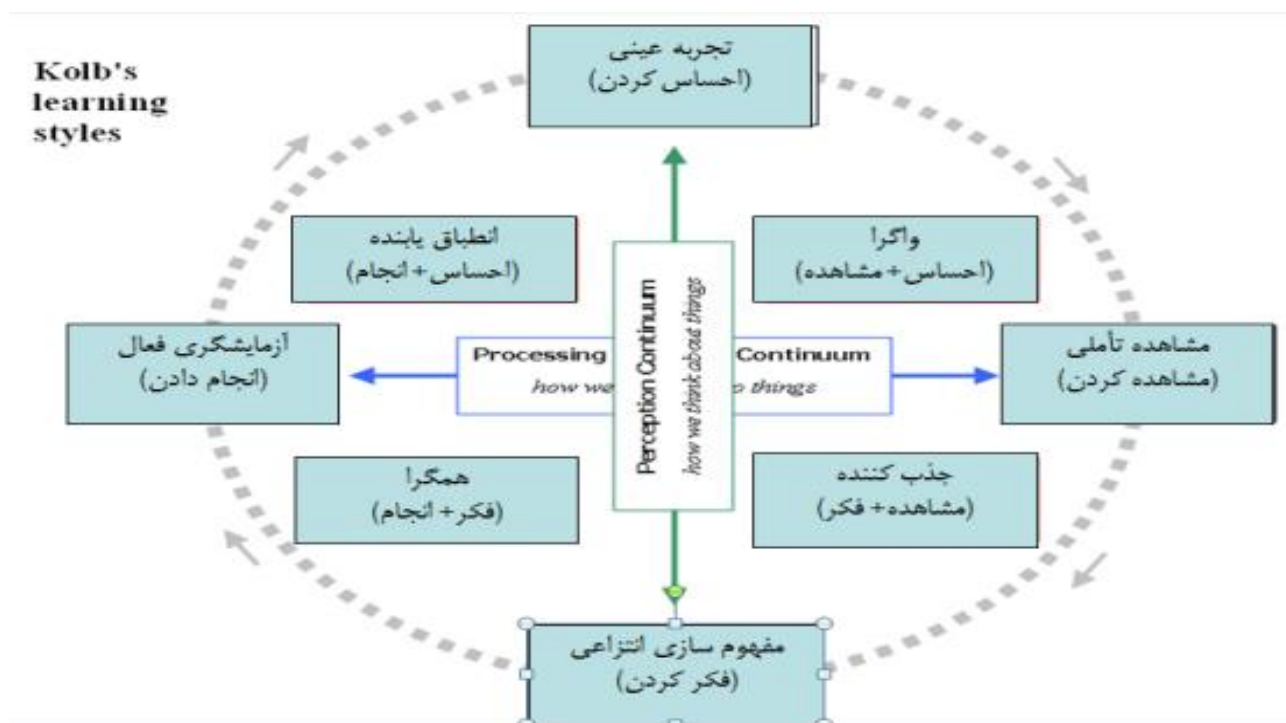 Kolb's
learning
styles
تجربه عینی
(احساس کردن)
انطباق یابنده
(احساس+ انجام)
واگرا
(احساس+ مشاهده)
آزمایشگری فعال
(انجام دادن)
Processing
how we
Continuum
things
Perception Continuum
how we think about things
مشاهده تأملی
(مشاهده کردن)
همگرا
(فکر+ انجام)
جذب کننده
(مشاهده+ فکر)
مفهوم سازی انتزاعی
(فکر کردن)